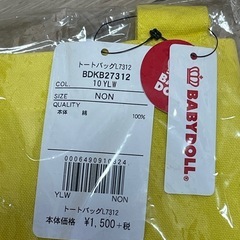 トートバッグL7312
BDKB27312
COL. 10 YLW
SIZE NON
QUALITY
本体 綿 100%
YLW NON
トートバッグL7312
本体価格 ¥1,500+税
BABYDOLL®